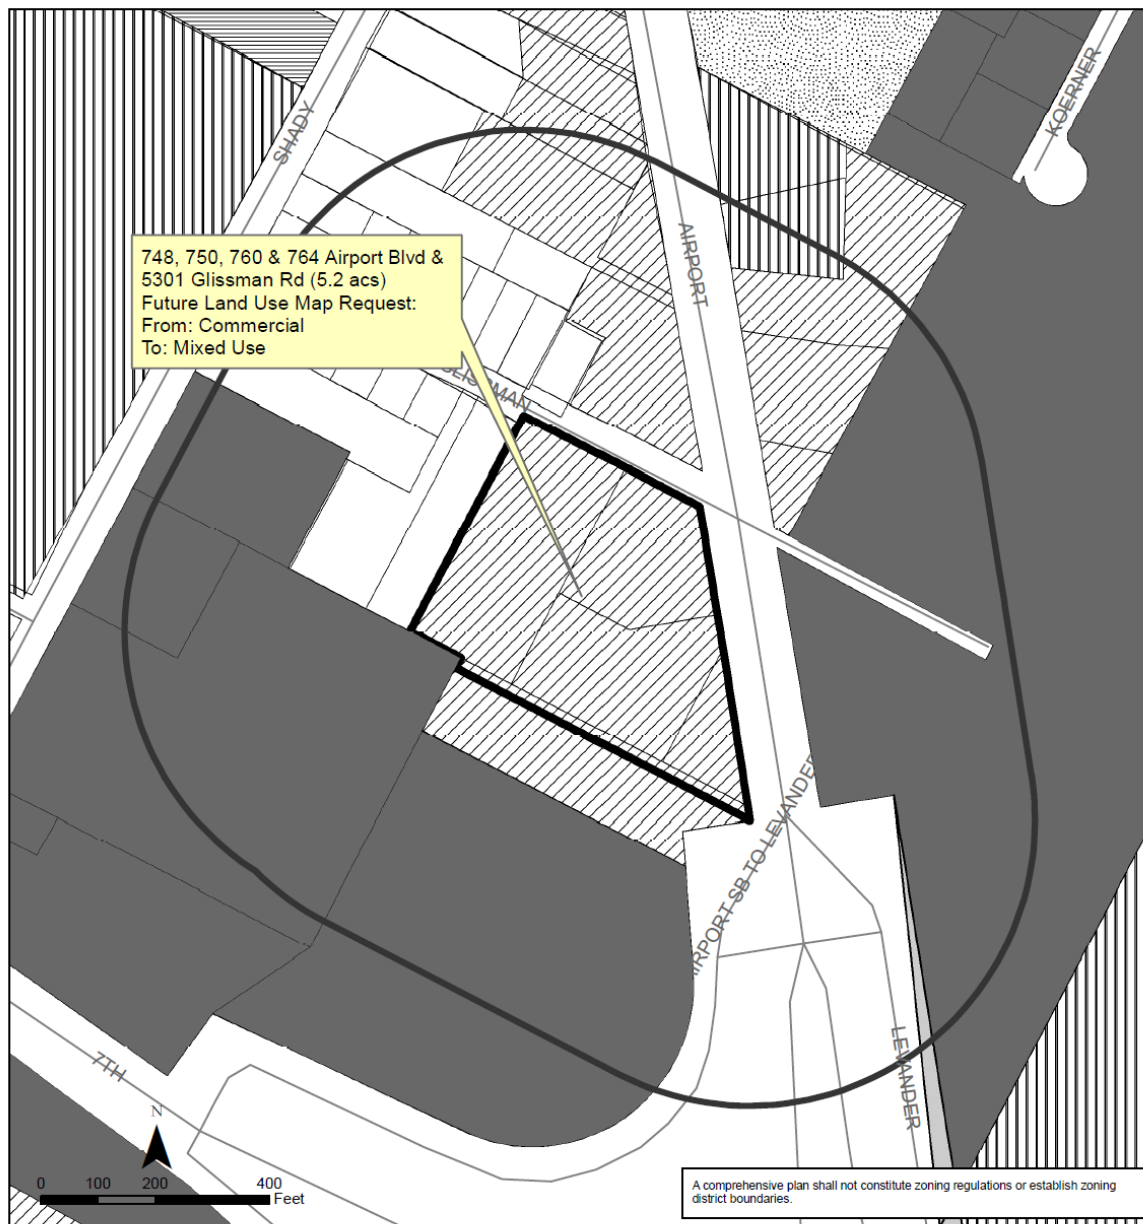 KOERNER
SHADY
AIRPORT
748, 750, 760 & 764 Airport Blvd &
5301 Glissman Rd (5.2 acs)
Future Land Use Map Request:
From: Commercial
To: Mixed Use
GLISSMAN
AIRPORT SB TO LEVANDER
LEVANDER
7TH
N
0 100 200 400
Feet
A comprehensive plan shall not constitute zoning regulations or establish zoning
district boundaries.